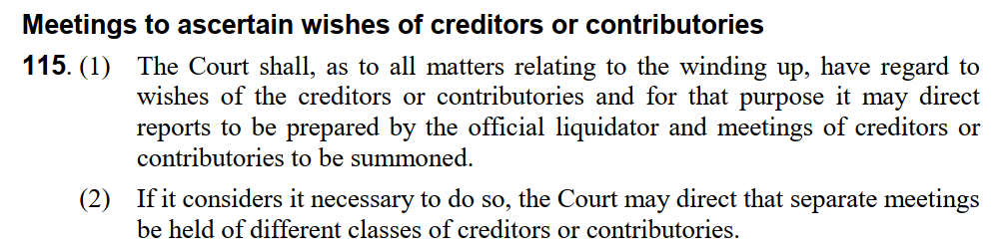 Meetings to ascertain wishes of creditors or contributories
115. (1) The Court shall, as to all matters relating to the winding up, have regard to
wishes of the creditors or contributories and for that purpose it may direct
reports to be prepared by the official liquidator and meetings of creditors or
contributories to be summoned.
(2) If it considers it necessary to do so, the Court may direct that separate meetings
be held of different classes of creditors or contributories.